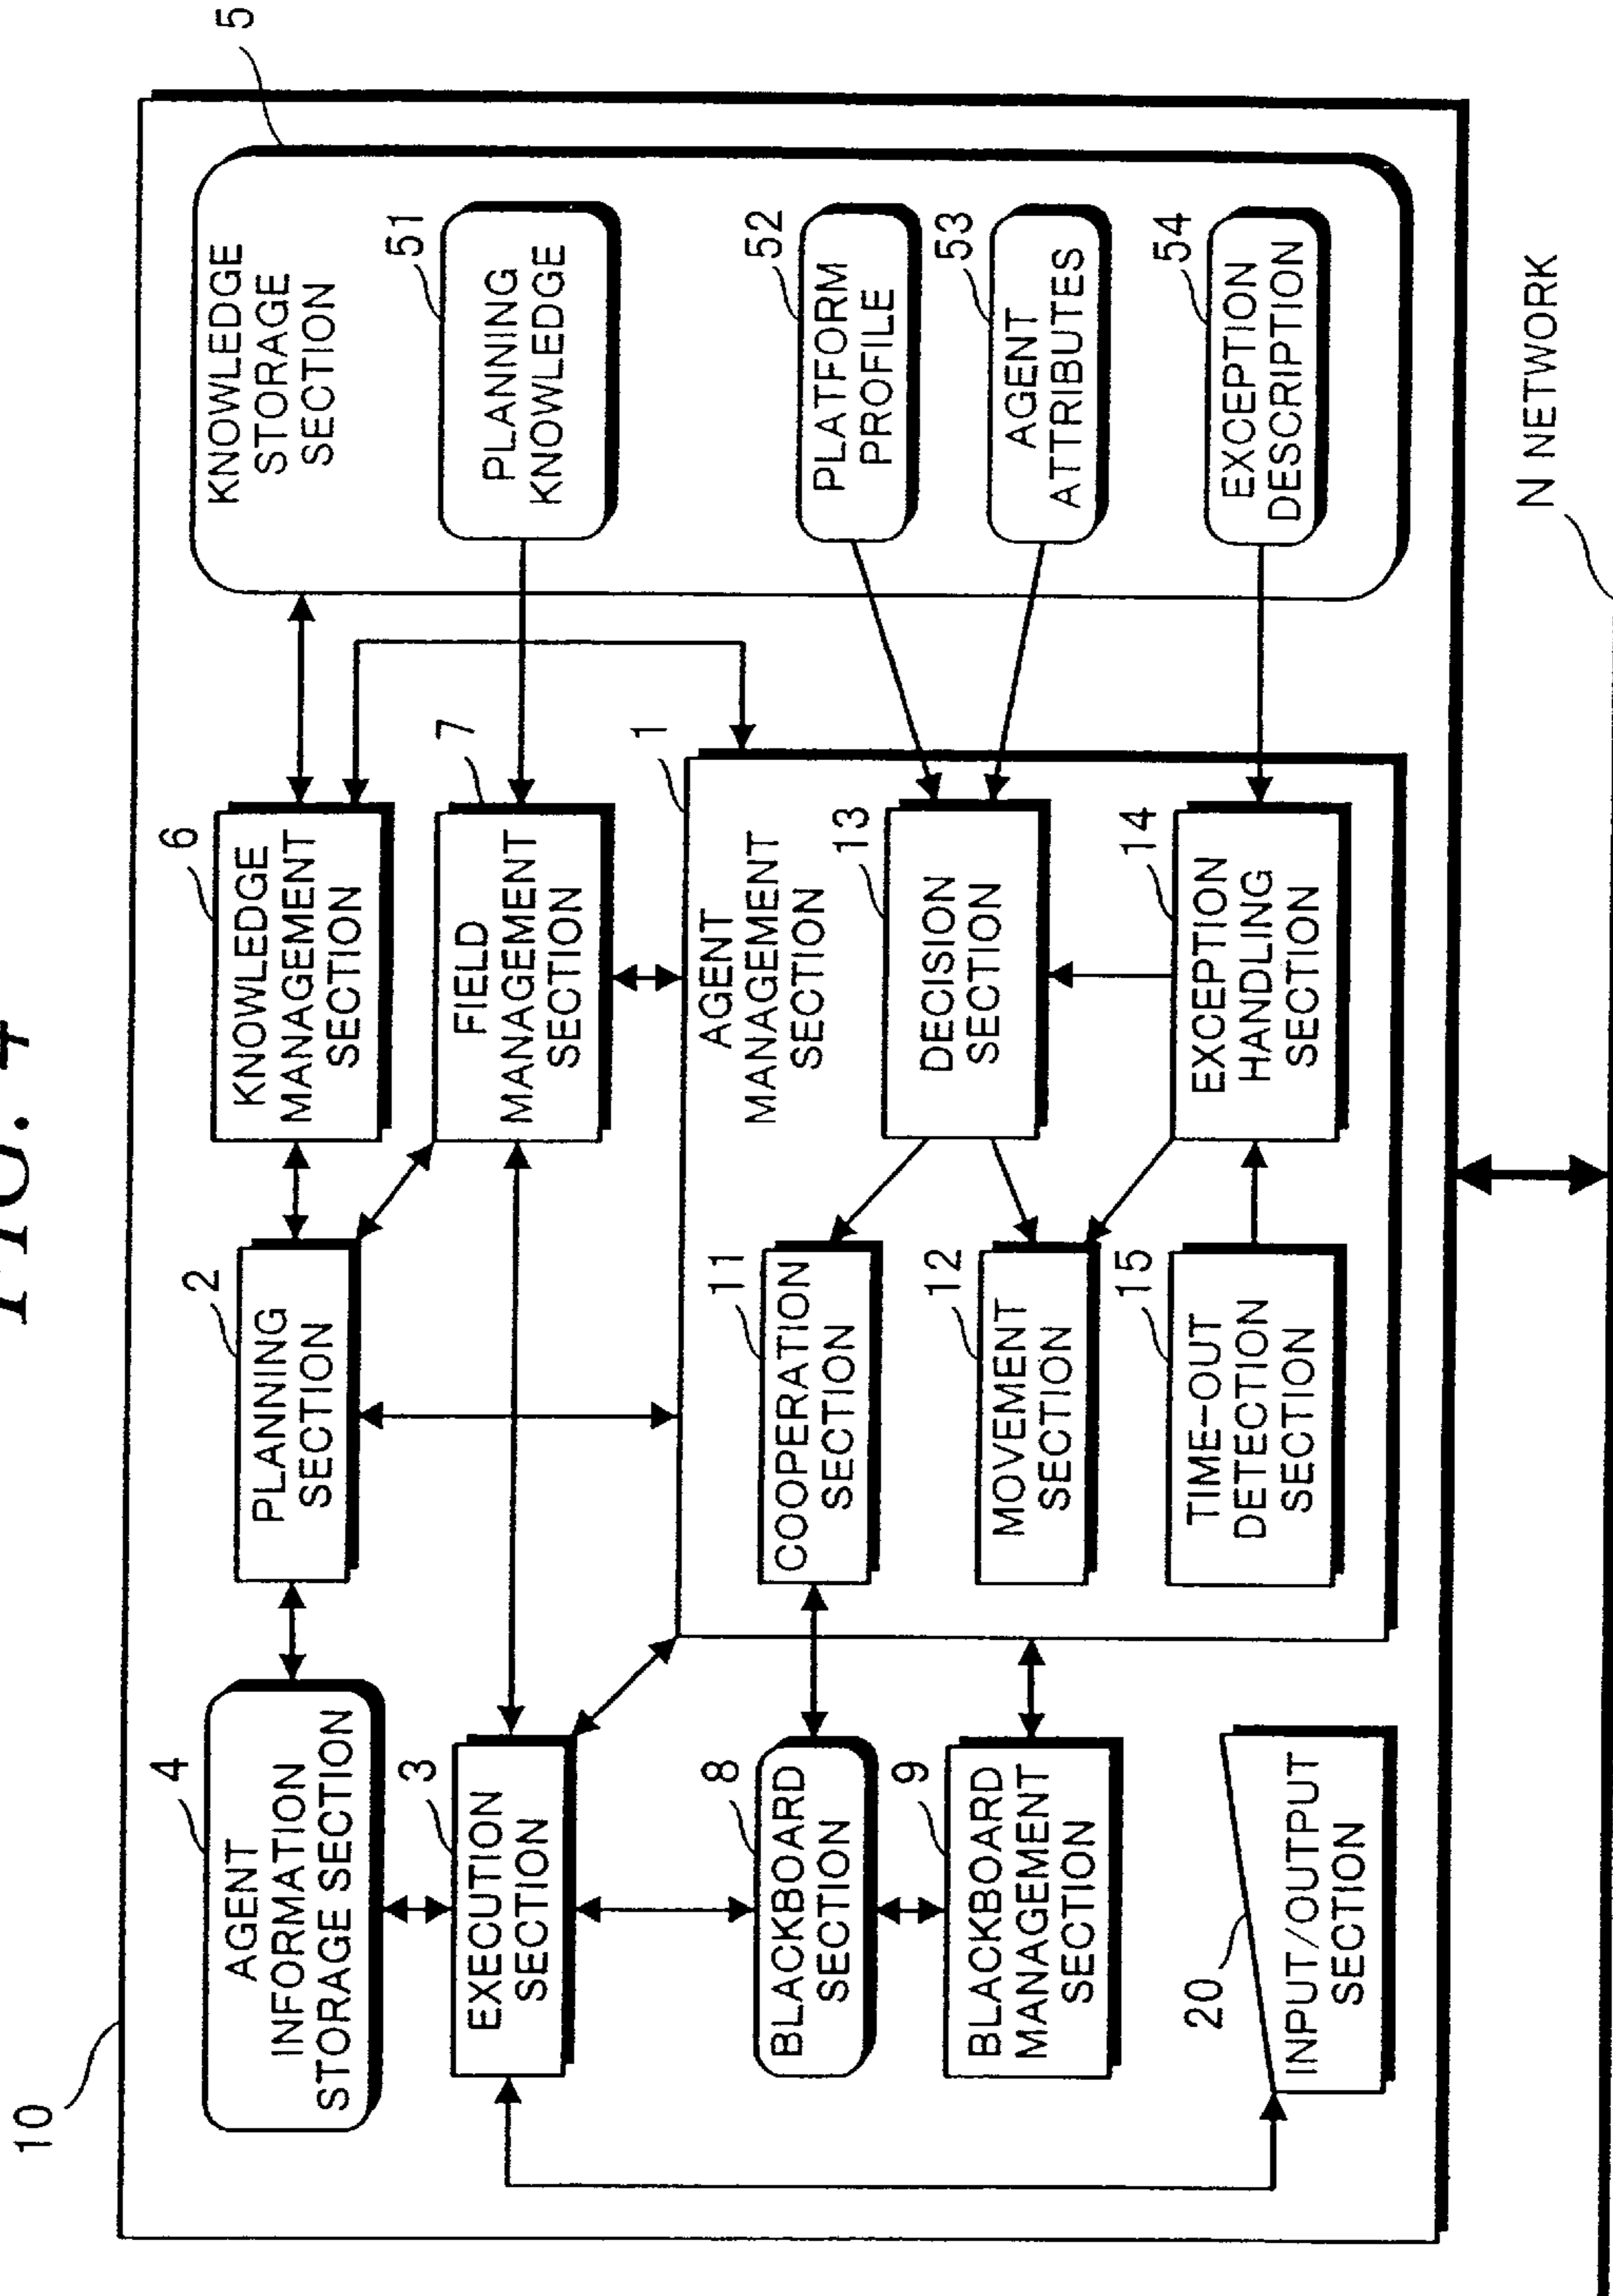 FIG. 4
10
4
AGENT
INFORMATION
STORAGE SECTION
2
PLANNING
SECTION
6
KNOWLEDGE
MANAGEMENT
SECTION
KNOWLEDGE
STORAGE
SECTION
5
3
EXECUTION
SECTION
7
FIELD
MANAGEMENT
SECTION
51
PLANNING
KNOWLEDGE
1
AGENT
MANAGEMENT
SECTION
8
BLACKBOARD
SECTION
11
COOPERATION
SECTION
13
DECISION
SECTION
52
PLATFORM
PROFILE
9
BLACKBOARD
MANAGEMENT
SECTION
12
MOVEMENT
SECTION
53
AGENT
ATTRIBUTES
20
INPUT/OUTPUT
SECTION
15
TIME-OUT
DETECTION
SECTION
14
EXCEPTION
HANDLING
SECTION
54
EXCEPTION
DESCRIPTION
N NETWORK